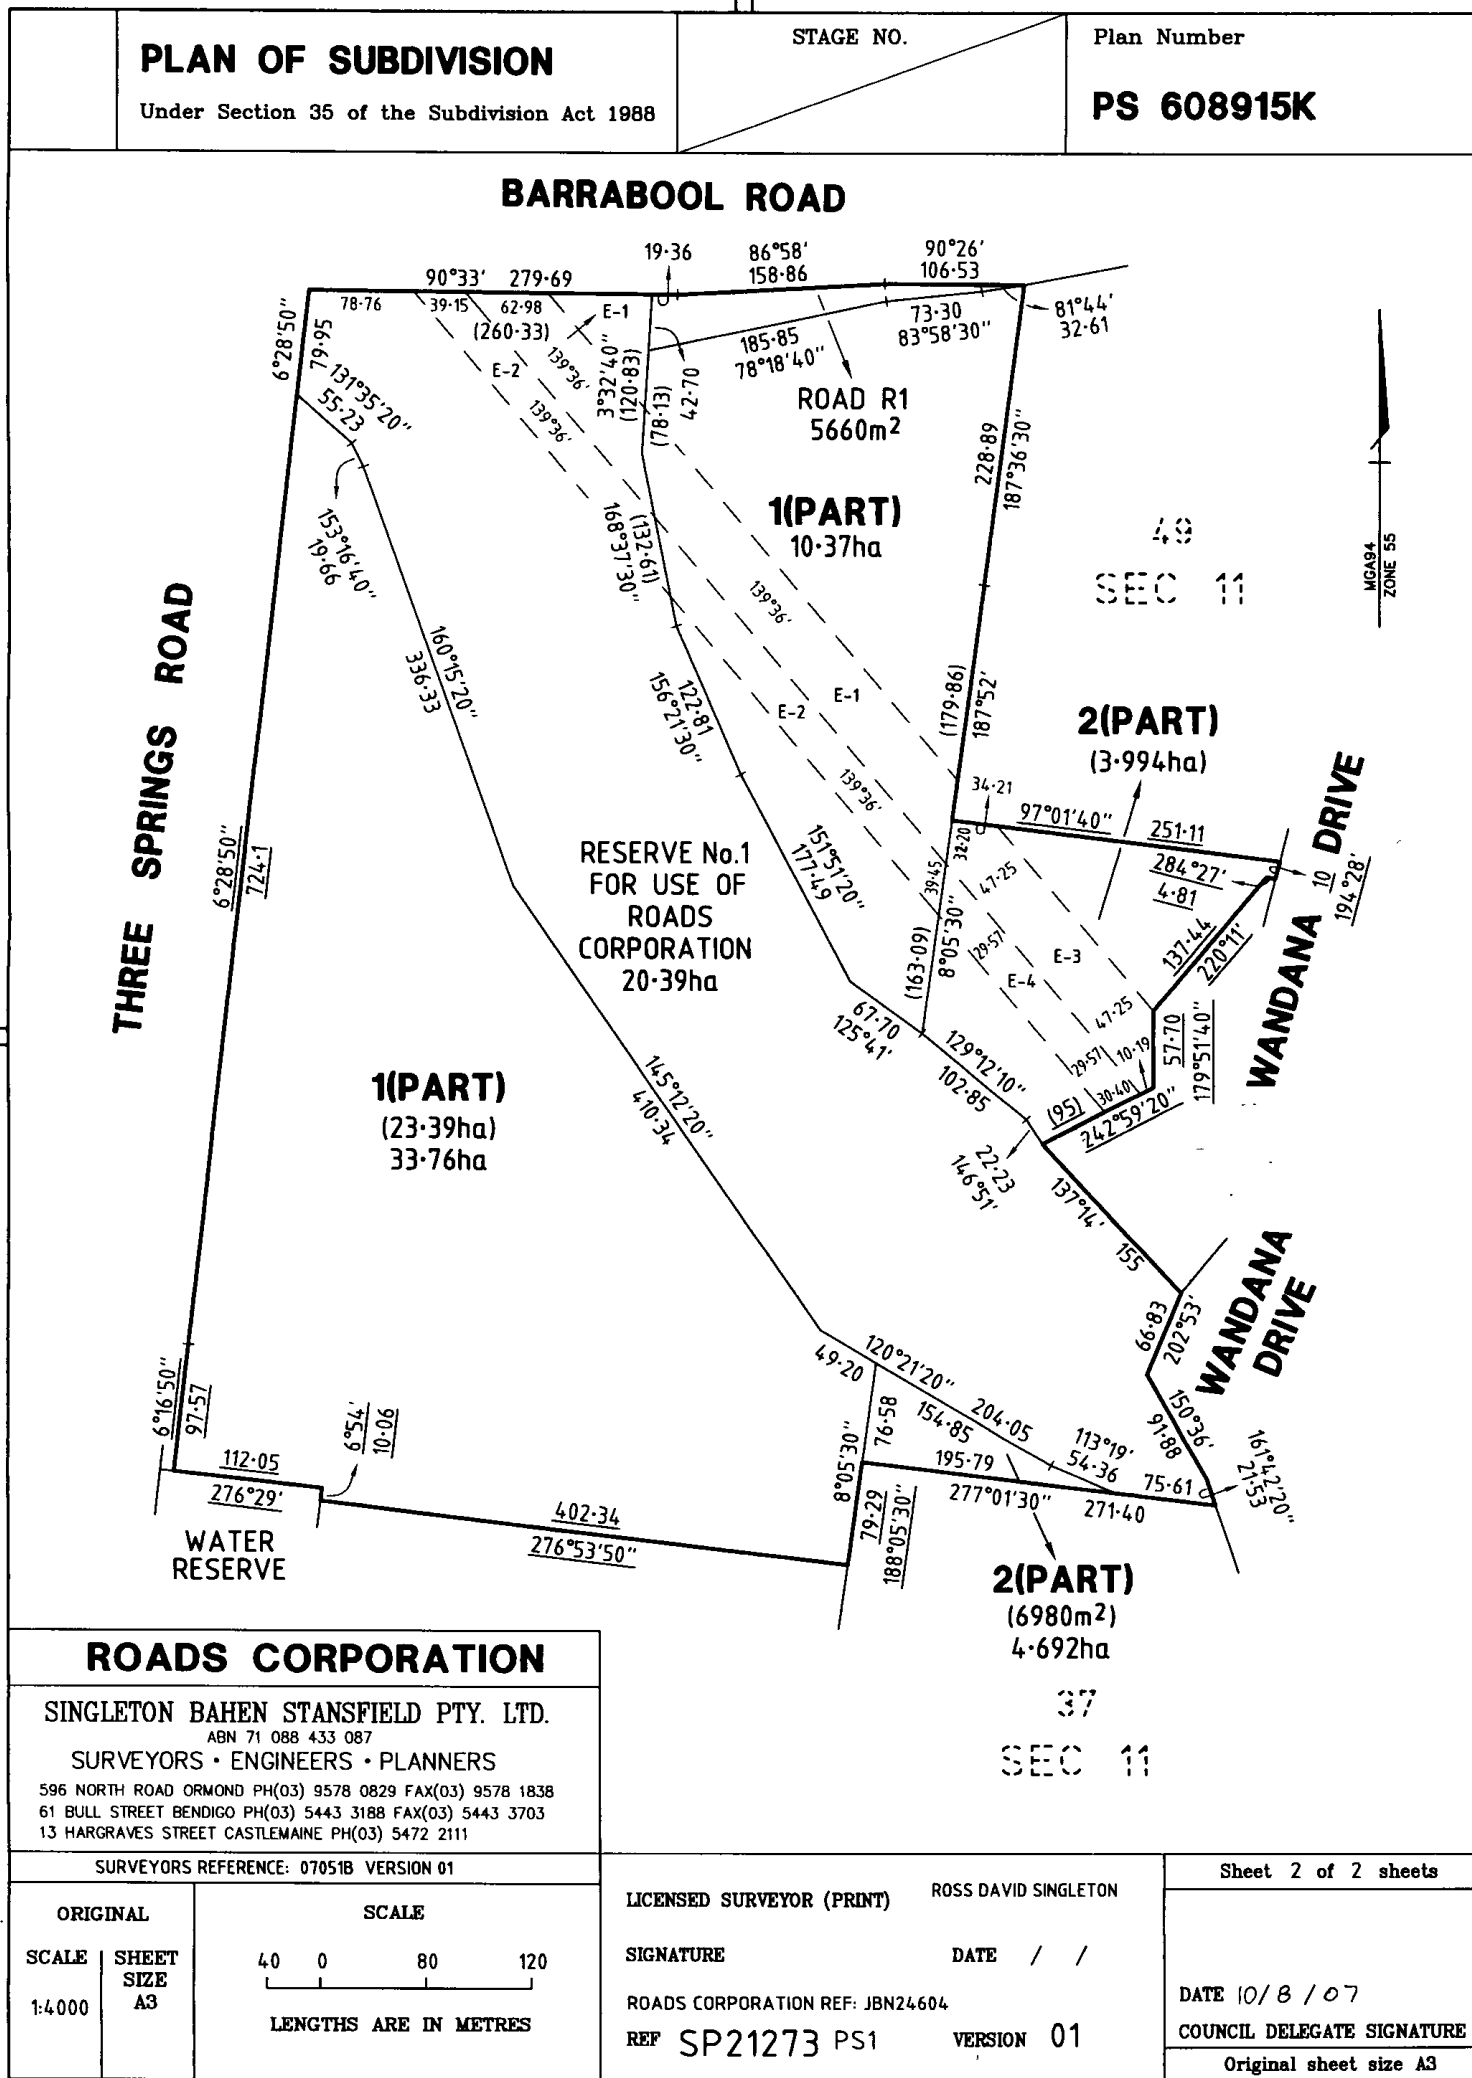 PLAN OF SUBDIVISION
Under Section 35 of the Subdivision Act 1988
STAGE NO.
Plan Number
PS 608915K
BARRABOOL ROAD
19·36
86°58'
158·86
90°26'
106·53
90°33' 279·69
78·76
39·15
62·98
(260·33)
E-1
E-2
81°44'
32·61
73·30
83°58'30"
185·85
78°18'40"
6°28'50"
79·95
131°35'20"
55·23
139°36'
139°36'
3°32'40"
(120·83)
(78·13)
42·70
ROAD R1
5660m²
228·89
187°36'30"
153°16'40"
19·66
168°37'30"
(132·61)
1(PART)
10·37ha
49
SEC 11
MGA94
ZONE 55
139°36'
THREE SPRINGS ROAD
160°15'20"
336·33
122·81
156°21'30"
E-2
E-1
(179·86)
187°52'
2(PART)
(3·994ha)
139°36'
34·21
97°01'40"
251·11
284°27'
4·81
10
194°28'
WANDANA DRIVE
6°28'50"
724·1
RESERVE No.1
FOR USE OF
ROADS
CORPORATION
20·39ha
151°51'20"
177·49
39·45
32·20
47·25
(163·09)
8°05'30"
29·57
E-3
E-4
137·44
220°11'
47·25
57·70
179°51'40"
67·70
125°41'
129°12'10"
102·85
29·57
10·19
30·40
(95)
242°59'20"
1(PART)
(23·39ha)
33·76ha
145°12'20"
410·34
22·23
146°51'
137°14'
155
WANDANA
DRIVE
66·83
202°53'
120°21'20"
49·20
204·05
154·85
150°36'
91·88
6°16'50"
97·57
6°54'
10·06
8°05'30"
76·58
113°19'
54·36
161°42'20"
21·53
112·05
276°29'
195·79
75·61
277°01'30"
271·40
79·29
188°05'30"
402·34
276°53'50"
WATER
RESERVE
2(PART)
(6980m²)
4·692ha
37
SEC 11
ROADS CORPORATION
SINGLETON BAHEN STANSFIELD PTY. LTD.
ABN 71 088 433 087
SURVEYORS · ENGINEERS · PLANNERS
596 NORTH ROAD ORMOND PH(03) 9578 0829 FAX(03) 9578 1838
61 BULL STREET BENDIGO PH(03) 5443 3188 FAX(03) 5443 3703
13 HARGRAVES STREET CASTLEMAINE PH(03) 5472 2111
SURVEYORS REFERENCE: 07051B VERSION 01
ORIGINAL
SCALE
SHEET
SIZE
A3
1:4000
SCALE
40 0 80 120
LENGTHS ARE IN METRES
LICENSED SURVEYOR (PRINT) ROSS DAVID SINGLETON
SIGNATURE DATE / /
ROADS CORPORATION REF: JBN24604
REF SP21273 PS1 VERSION 01
Sheet 2 of 2 sheets
DATE 10/8/07
COUNCIL DELEGATE SIGNATURE
Original sheet size A3